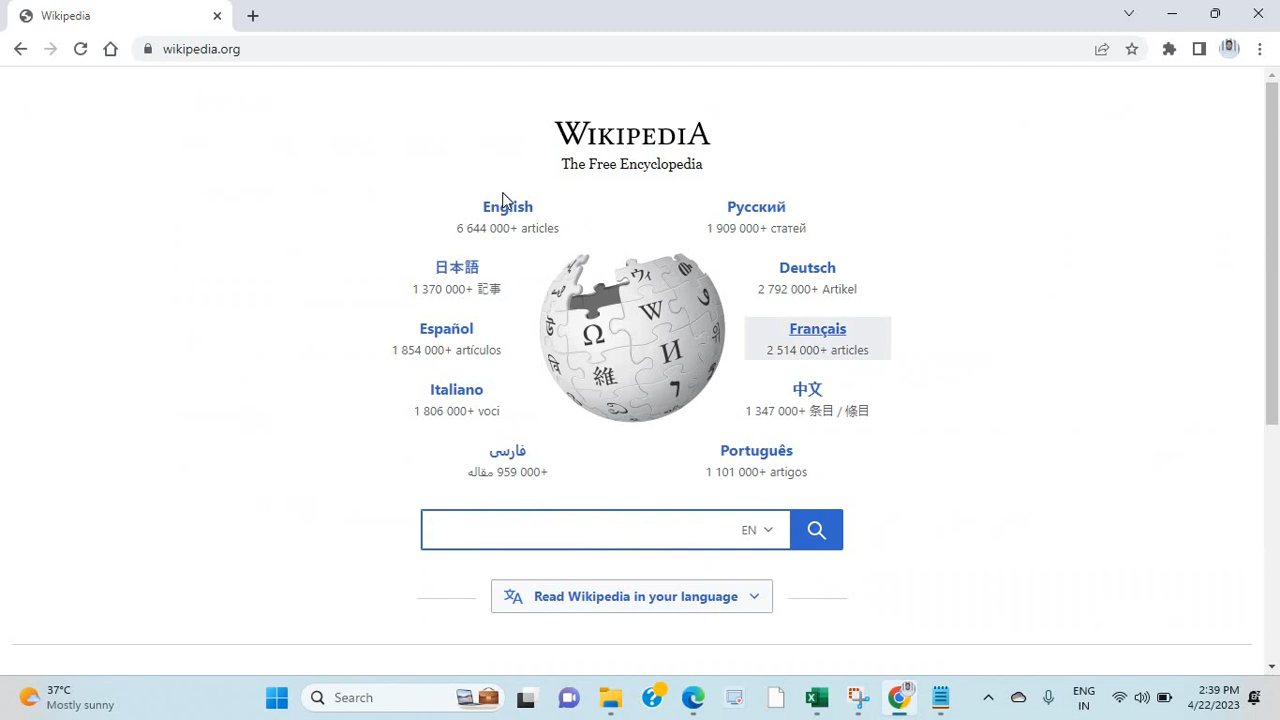 Wikipedia
wikipedia.org
WIKIPEDIA
The Free Encyclopedia
English
6 644 000+ articles
Русский
1 909 000+ статей
日本語
1 370 000+ 記事
Deutsch
2 792 000+ Artikel
Español
1 854 000+ artículos
Français
2 514 000+ articles
Italiano
1 806 000+ voci
中文
1 347 000+ 条目 / 條目
فارسی
959 000+ مقاله
Português
1 101 000+ artigos
EN
Read Wikipedia in your language
37°C
Mostly sunny
Search
ENG
IN
2:39 PM
4/22/2023